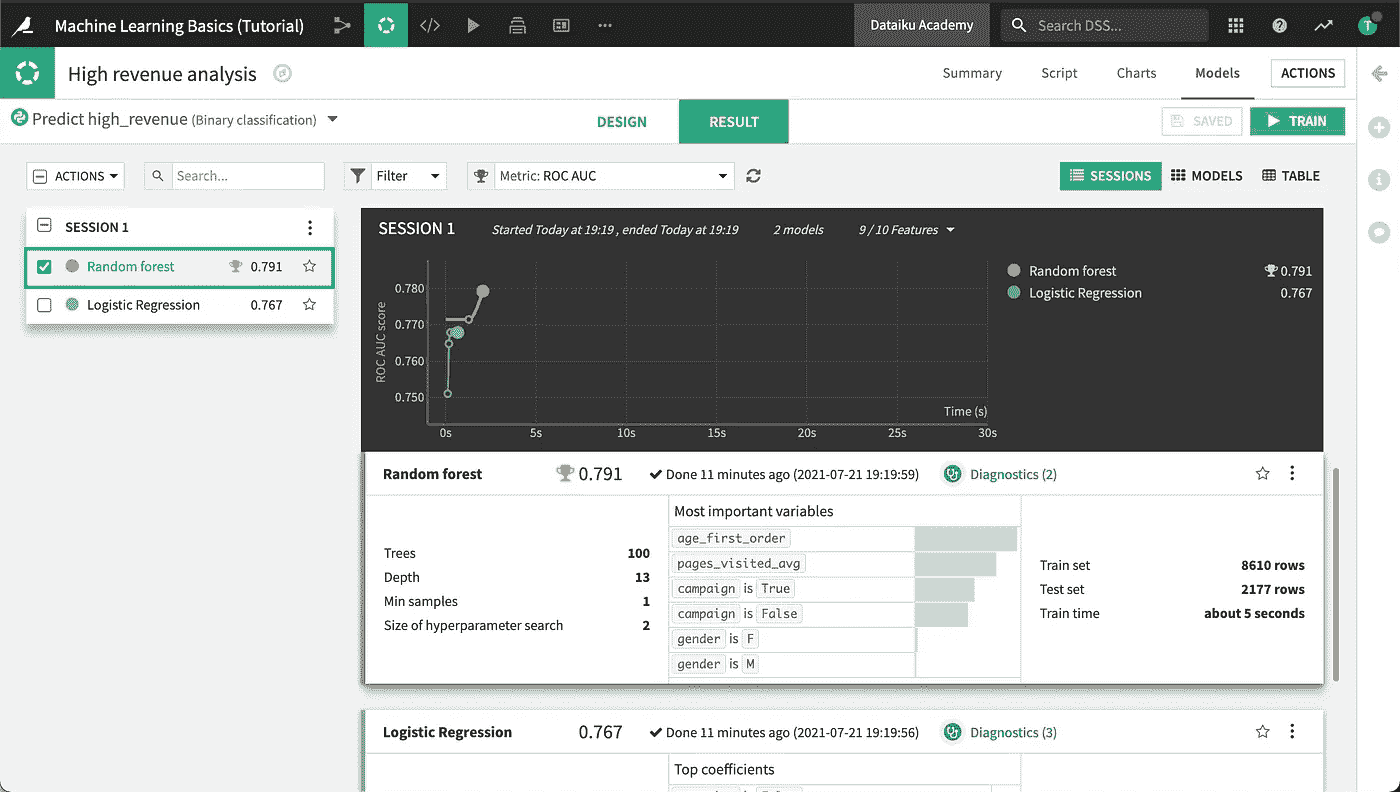 Machine Learning Basics (Tutorial) Dataiku Academy Search DSS... T
High revenue analysis Summary Script Charts Models ACTIONS
Predict high_revenue (Binary classification) DESIGN RESULT SAVED TRAIN
ACTIONS Search... Filter Metric: ROC AUC SESSIONS MODELS TABLE
SESSION 1
Random forest 0.791
Logistic Regression 0.767
SESSION 1 Started Today at 19:19 , ended Today at 19:19 2 models 9 / 10 Features
ROC AUC score
0.780
0.770
0.760
0.750
Time (s)
0s 5s 10s 15s 20s 25s 30s
Random forest 0.791
Logistic Regression 0.767
Random forest 0.791 Done 11 minutes ago (2021-07-21 19:19:59) Diagnostics (2)
Trees 100
Depth 13
Min samples 1
Size of hyperparameter search 2
Most important variables
age_first_order
pages_visited_avg
campaign is True
campaign is False
gender is F
gender is M
Train set 8610 rows
Test set 2177 rows
Train time about 5 seconds
Logistic Regression 0.767 Done 11 minutes ago (2021-07-21 19:19:56) Diagnostics (3)
Top coefficients